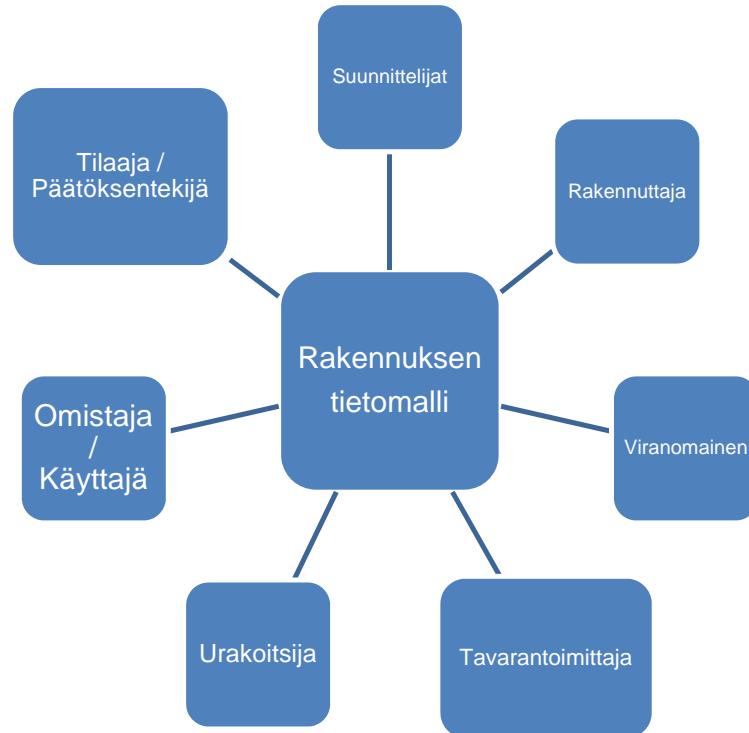 Suunnittelijat
Tilaaja /
Päätöksentekijä
Rakennuttaja
Rakennuksen
tietomalli
Omistaja
/
Käyttajä
Viranomainen
Urakoitsija
Tavarantoimittaja